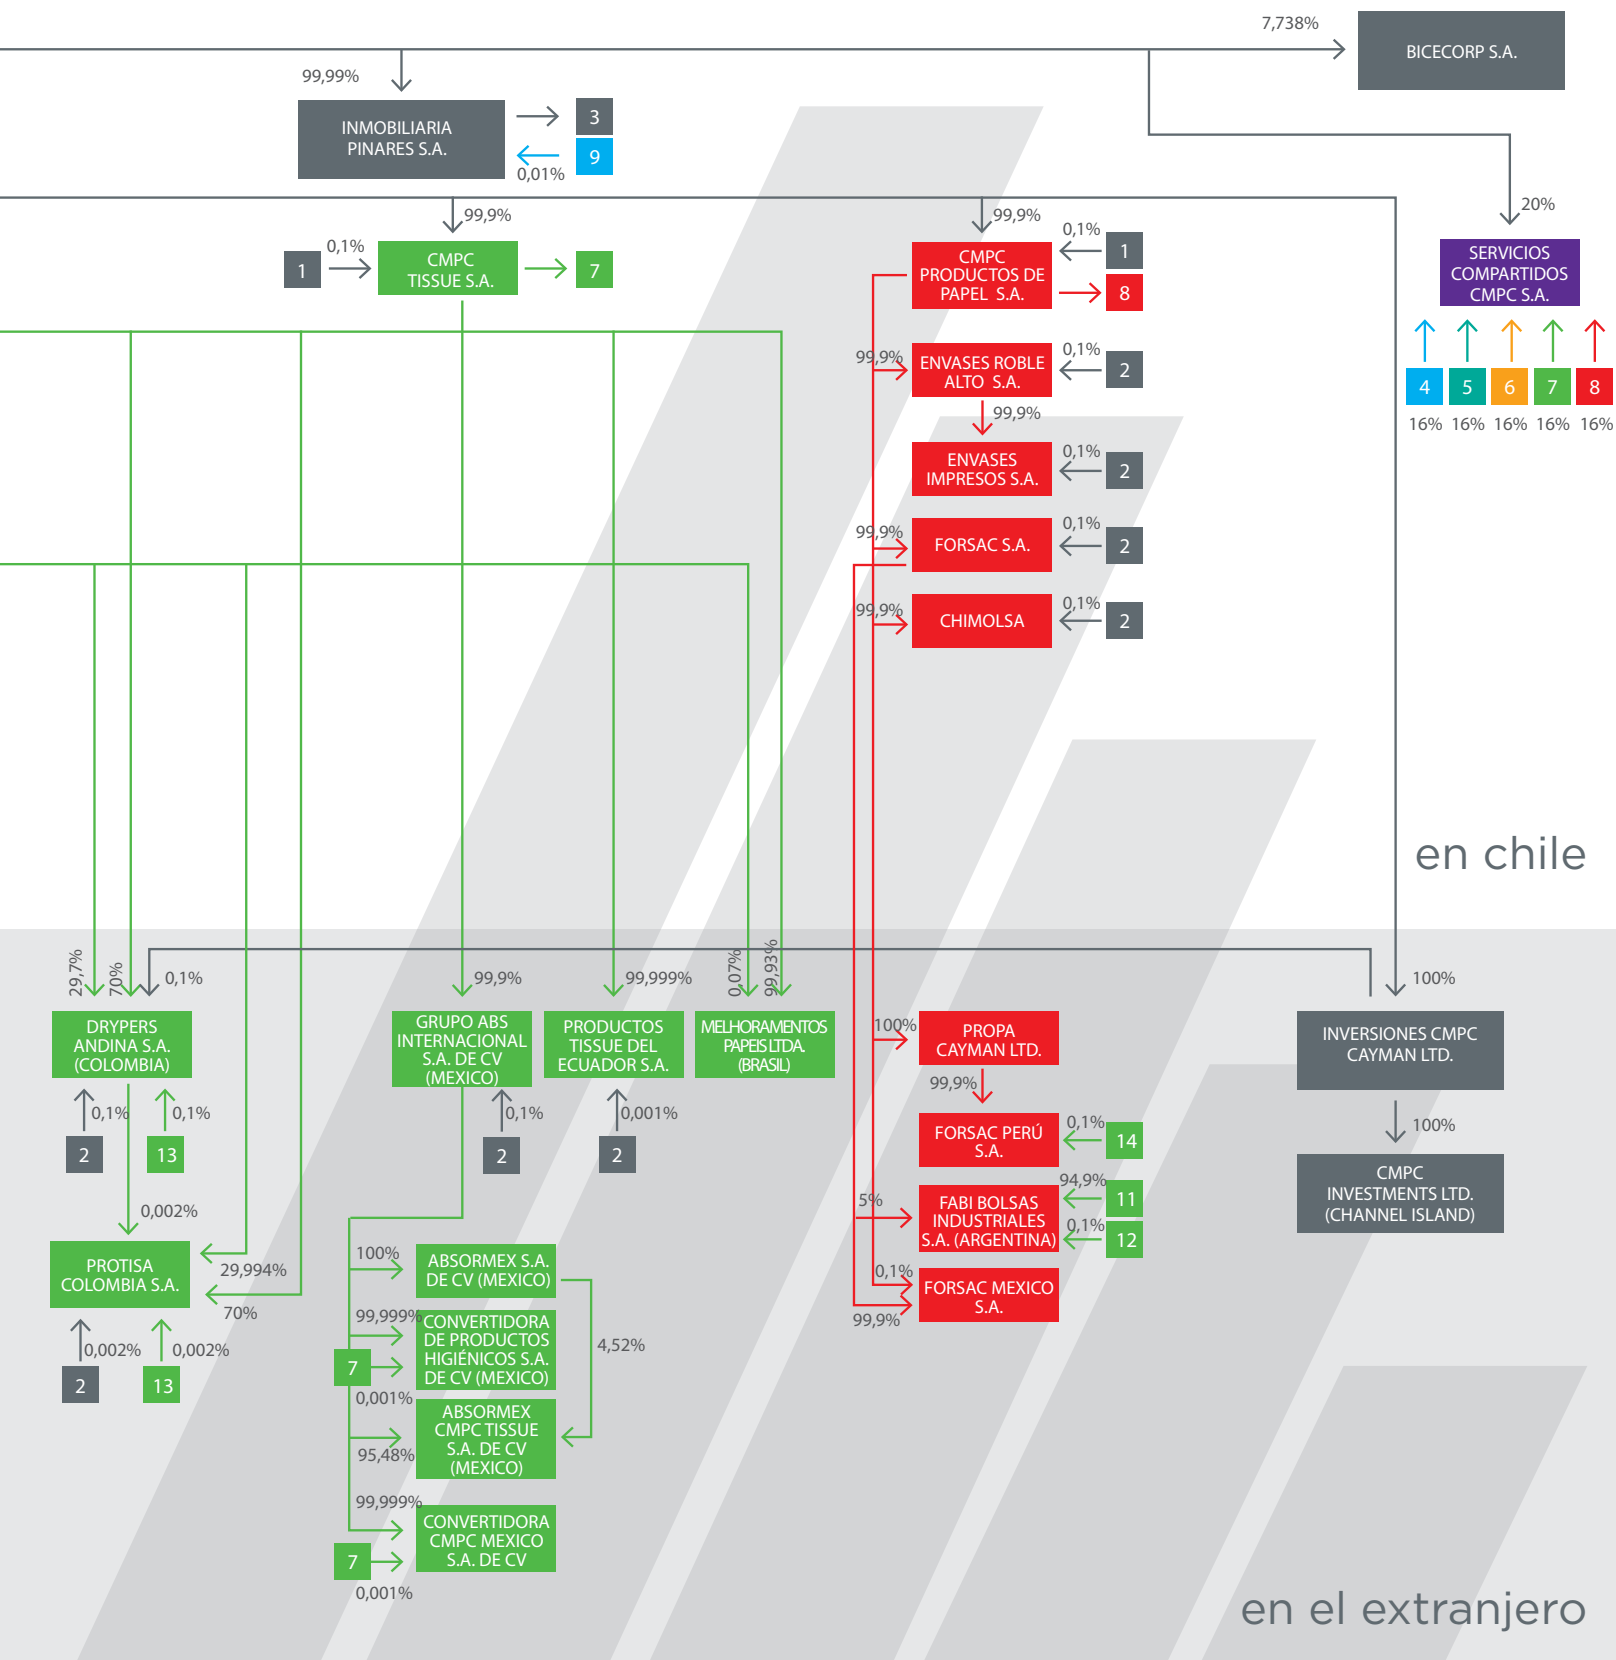 7,738%
BICECORP S.A.
99,99%
INMOBILIARIA
PINARES S.A.
3
9
0,01%
99,9%
99,9%
20%
0,1%
1
CMPC
TISSUE S.A.
7
CMPC
PRODUCTOS DE
PAPEL S.A.
0,1%
1
8
SERVICIOS
COMPARTIDOS
CMPC S.A.
4
5
6
7
8
16%
16%
16%
16%
16%
99,9%
ENVASES ROBLE
ALTO S.A.
0,1%
2
99,9%
ENVASES
IMPRESOS S.A.
0,1%
2
99,9%
FORSAC S.A.
0,1%
2
99,9%
CHIMOLSA
0,1%
2
en chile
29,7%
70%
0,1%
99,9%
99,999%
0,07%
99,93%
100%
DRYPERS
ANDINA S.A.
(COLOMBIA)
GRUPO ABS
INTERNACIONAL
S.A. DE CV
(MEXICO)
PRODUCTOS
TISSUE DEL
ECUADOR S.A.
MELHORAMENTOS
PAPEIS LTDA.
(BRASIL)
100%
PROPA
CAYMAN LTD.
INVERSIONES CMPC
CAYMAN LTD.
0,1%
0,1%
2
13
0,1%
2
0,001%
2
99,9%
FORSAC PERÚ
S.A.
0,1%
14
100%
CMPC
INVESTMENTS LTD.
(CHANNEL ISLAND)
5%
FABI BOLSAS
INDUSTRIALES
S.A. (ARGENTINA)
94,9%
11
0,1%
12
0,002%
PROTISA
COLOMBIA S.A.
29,994%
70%
0,002%
0,002%
2
13
100%
ABSORMEX S.A.
DE CV (MEXICO)
0,1%
FORSAC MEXICO
S.A.
99,9%
99,999%
CONVERTIDORA
DE PRODUCTOS
HIGIÉNICOS S.A.
DE CV (MEXICO)
7
0,001%
4,52%
ABSORMEX
CMPC TISSUE
S.A. DE CV
(MEXICO)
95,48%
99,999%
CONVERTIDORA
CMPC MEXICO
S.A. DE CV
7
0,001%
en el extranjero